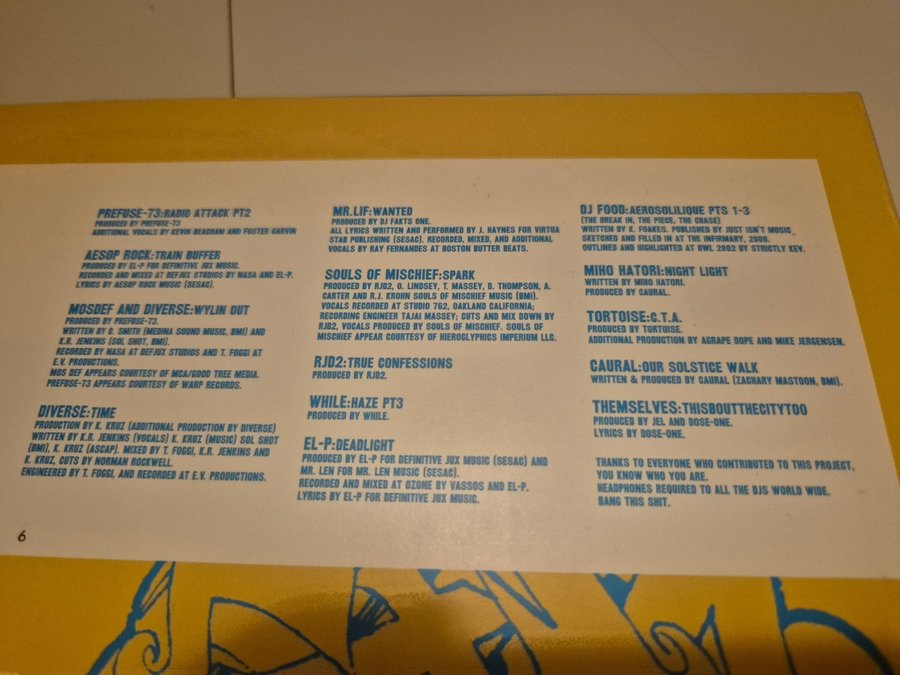 PREFUSE-73:RADIO ATTACK PT2
PRODUCED BY PREFUSE-73
ADDITIONAL VOCALS BY KEVIN BEACHAM AND FOSTER GARVIN
AESOP ROCK:TRAIN BUFFER
PRODUCED BY EL-P FOR DEFINITIVE JUX MUSIC.
RECORDED AND MIXED AT DEFJUX STUDIOS BY NASA AND EL-P.
LYRICS BY AESOP ROCK MUSIC (SESAC).
MOSDEF AND DIVERSE:WYLIN OUT
PRODUCED BY PREFUSE-73.
WRITTEN BY D. SMITH (MEDINA SOUND MUSIC, BMI) AND
K.R. JENKINS (SOL SHOT, BMI).
RECORDED BY NASA AT DEFJUX STUDIOS AND T. FOGGI AT
E.V. PRODUCTIONS.
MOS DEF APPEARS COURTESY OF MCA/GOOD TREE MEDIA.
PREFUSE-73 APPEARS COURTESY OF WARP RECORDS.
DIVERSE:TIME
PRODUCTION BY K. KRUZ (ADDITIONAL PRODUCTION BY DIVERSE)
WRITTEN BY K.R. JENKINS (VOCALS) K. KRUZ (MUSIC) SOL SHOT
(BMI), K. KRUZ (ASCAP). MIXED BY T. FOGGI, K.R. JENKINS AND
K. KRUZ, CUTS BY NORMAN ROCKWELL.
ENGINEERED BY T. FOGGI, AND RECORDED AT E.V. PRODUCTIONS.
MR.LIF:WANTED
PRODUCED BY DJ FAKTS ONE.
ALL LYRICS WRITTEN AND PERFORMED BY J. HAYNES FOR VIRTUA
STAB PUBLISHING (SESAC). RECORDED, MIXED, AND ADDITIONAL
VOCALS BY RAY FERNANDES AT BOSTON BUTTER BEATS.
SOULS OF MISCHIEF:SPARK
PRODUCED BY RJD2, O. LINDSEY, T. MASSEY, D. THOMPSON, A.
CARTER AND R.J. KROHN SOULS OF MISCHIEF MUSIC (BMI).
VOCALS RECORDED AT STUDIO 762, OAKLAND CALIFORNIA;
RECORDING ENGINEER TAJAI MASSEY; CUTS AND MIX DOWN BY
RJD2, VOCALS PRODUCED BY SOULS OF MISCHIEF. SOULS OF
MISCHIEF APPEAR COURTESY OF HIEROGLYPHICS IMPERIUM LLC.
RJD2:TRUE CONFESSIONS
PRODUCED BY RJD2.
WHILE:HAZE PT3
PRODUCED BY WHILE.
EL-P:DEADLIGHT
PRODUCED BY EL-P FOR DEFINITIVE JUX MUSIC (SESAC) AND
MR. LEN FOR MR. LEN MUSIC (SESAC).
RECORDED AND MIXED AT OZONE BY VASSOS AND EL-P.
LYRICS BY EL-P FOR DEFINITIVE JUX MUSIC.
DJ FOOD:AEROSOLILIQUE PTS 1-3
(THE BREAK IN, THE PIECE, THE CHASE)
WRITTEN BY K. FOAKES. PUBLISHED BY JUST ISN'T MUSIC.
SKETCHED AND FILLED IN AT THE INFIRMARY, 2000.
OUTLINED AND HIGHLIGHTED AT BWL 2002 BY STRICTLY KEV.
MIHO HATORI:NIGHT LIGHT
WRITTEN BY MIHO HATORI.
PRODUCED BY CAURAL.
TORTOISE:C.T.A.
PRODUCED BY TORTOISE.
ADDITIONAL PRODUCTION BY AGRAPE DOPE AND MIKE JERGENSEN.
CAURAL:OUR SOLSTICE WALK
WRITTEN & PRODUCED BY CAURAL (ZACHARY MASTOON, BMI).
THEMSELVES:THISBOUTTHECITYTOO
PRODUCED BY JEL AND DOSE-ONE.
LYRICS BY DOSE-ONE.
THANKS TO EVERYONE WHO CONTRIBUTED TO THIS PROJECT,
YOU KNOW WHO YOU ARE.
HEADPHONES REQUIRED TO ALL THE DJS WORLD WIDE.
BANG THIS SHIT.
6